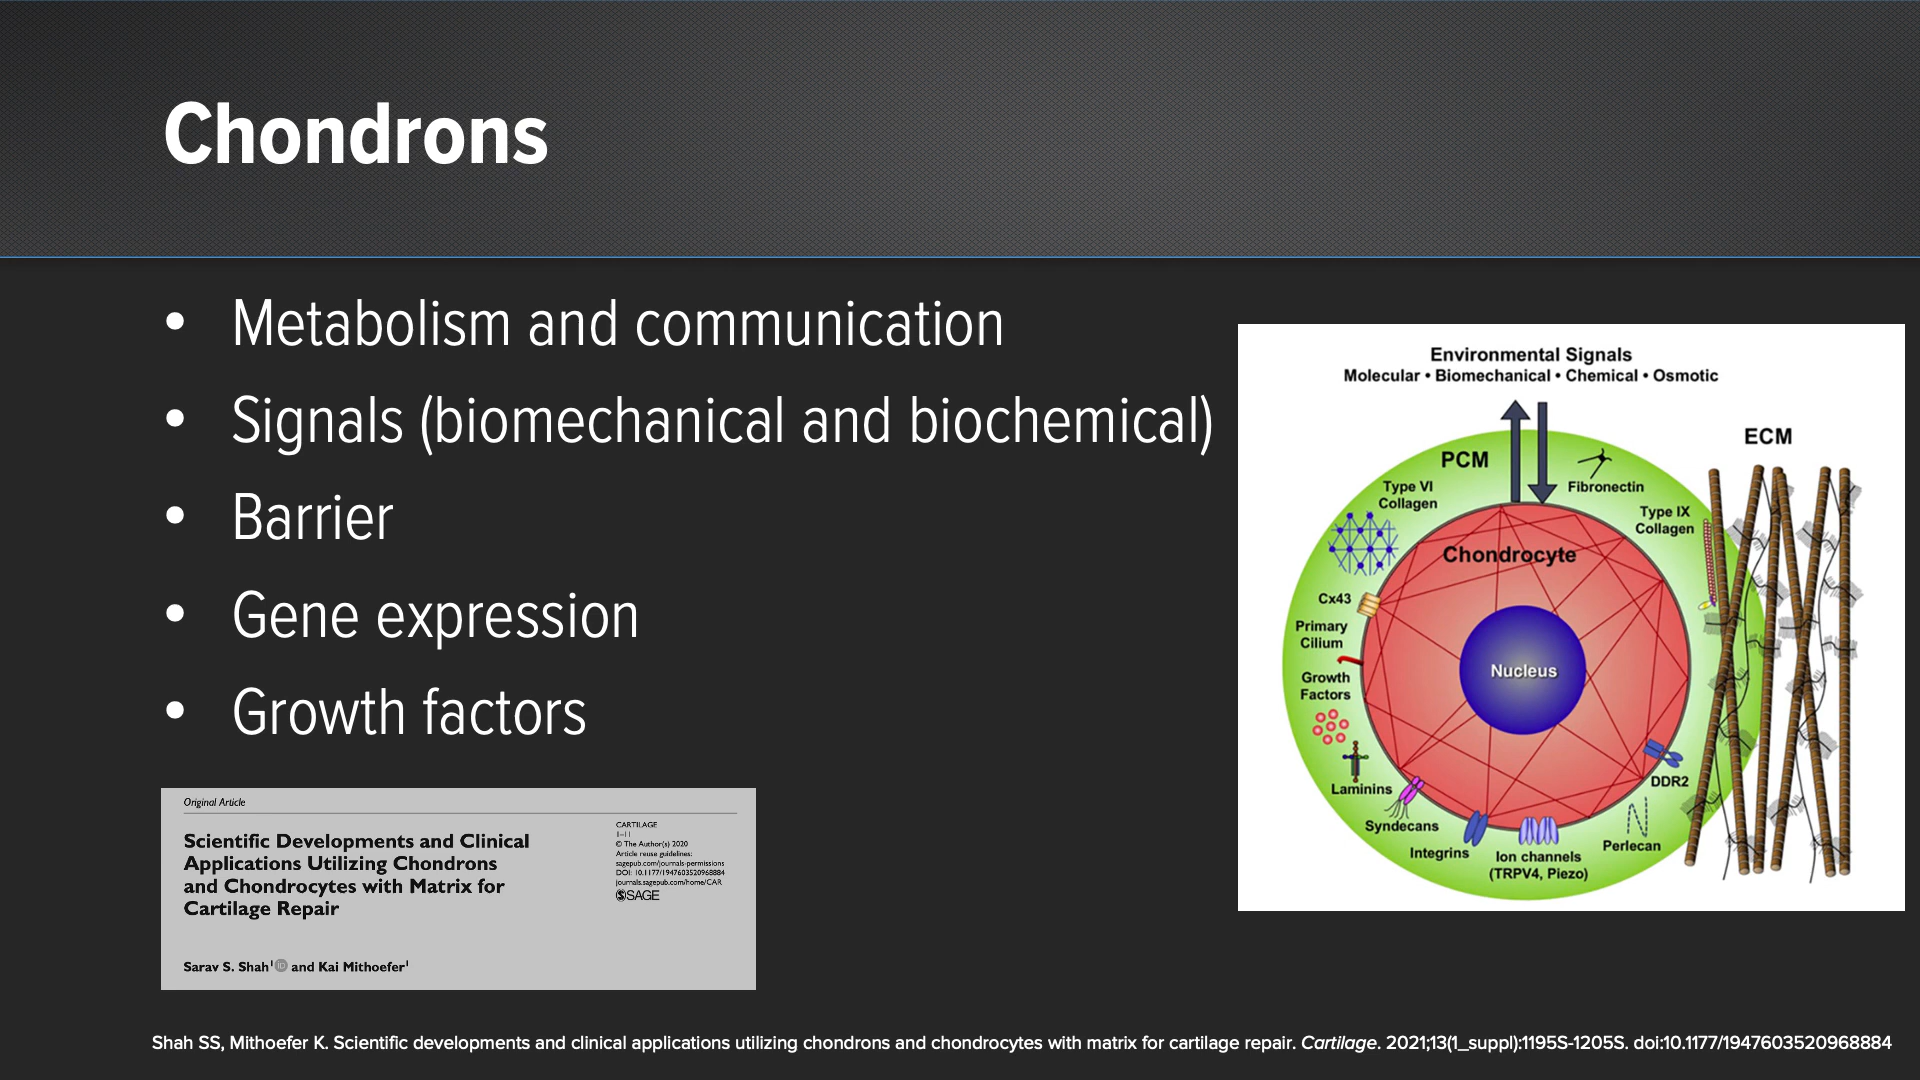 Chondrons
• Metabolism and communication
• Signals (biomechanical and biochemical)
• Barrier
• Gene expression
• Growth factors
Environmental Signals
Molecular • Biomechanical • Chemical • Osmotic
ECM
PCM
Fibronectin
Type VI
Collagen
Type IX
Collagen
Chondrocyte
Cx43
Primary
Cilium
Nucleus
Growth
Factors
Laminins
DDR2
Syndecans
Perlecan
Integrins
Ion channels
(TRPV4, Piezo)
Original Article
Scientific Developments and Clinical
Applications Utilizing Chondrons
and Chondrocytes with Matrix for
Cartilage Repair
CARTILAGE
1–11
© The Author(s) 2020
Article reuse guidelines:
sagepub.com/journals-permissions
DOI: 10.1177/1947603520968884
journals.sagepub.com/home/CAR
SAGE
Sarav S. Shah¹ iD and Kai Mithoefer¹
Shah SS, Mithoefer K. Scientific developments and clinical applications utilizing chondrons and chondrocytes with matrix for cartilage repair. Cartilage. 2021;13(1_suppl):1195S-1205S. doi:10.1177/1947603520968884